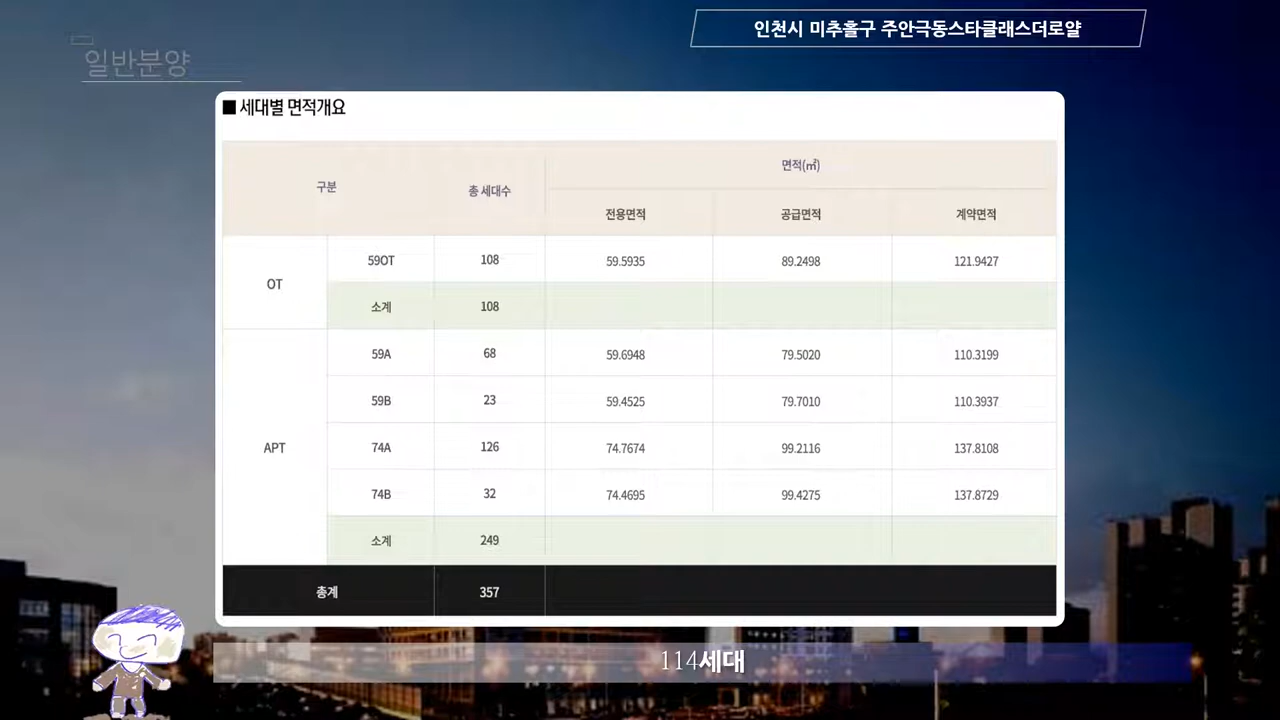 인천시 미추홀구 주안극동스타클래스더로얄
일반분양
■ 세대별 면적개요
구분 총 세대수 면적(㎡)
전용면적 공급면적 계약면적
OT 59OT 108 59.5935 89.2498 121.9427
소계 108
APT 59A 68 59.6948 79.5020 110.3199
59B 23 59.4525 79.7010 110.3937
74A 126 74.7674 99.2116 137.8108
74B 32 74.4695 99.4275 137.8729
소계 249
총계 357
114세대